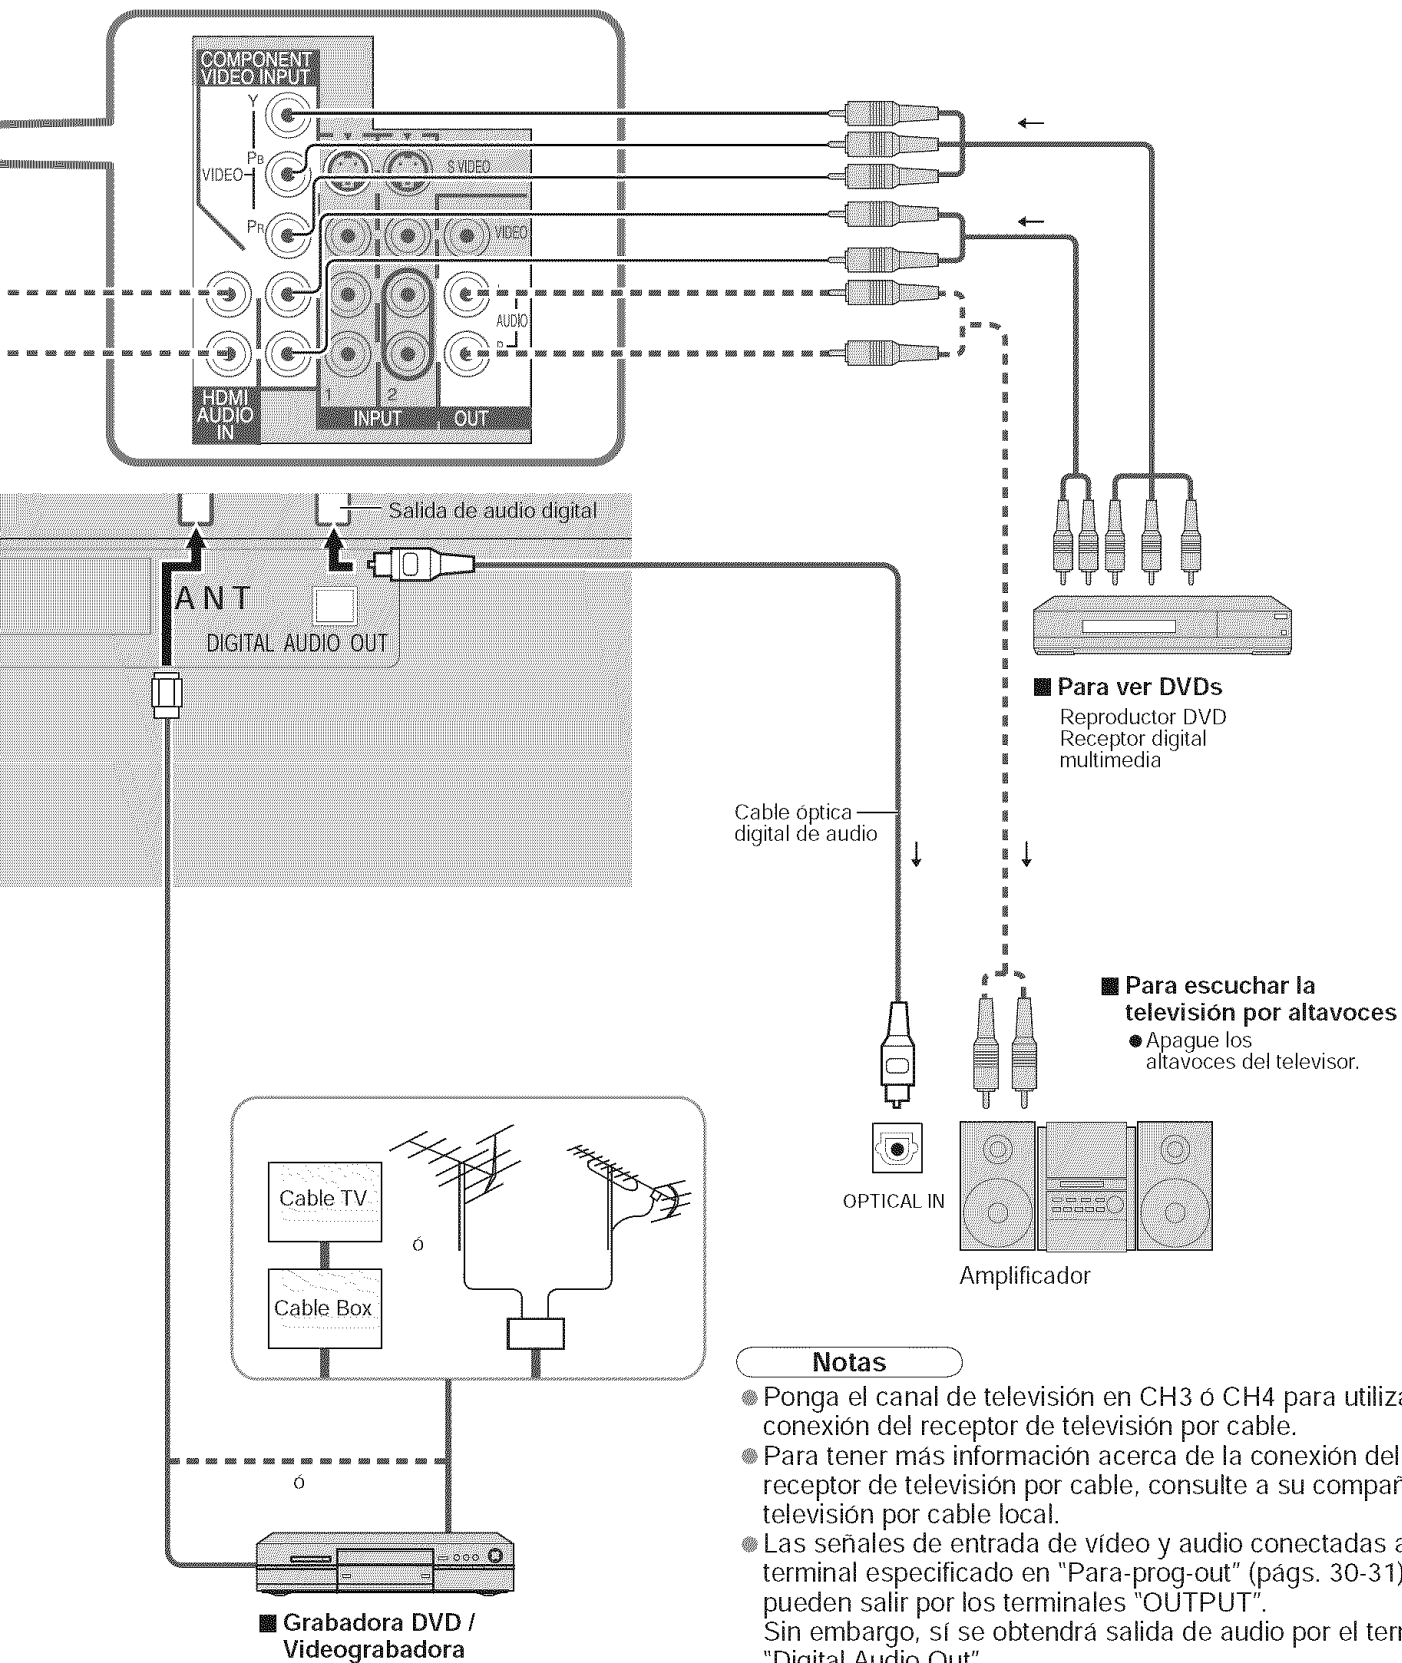 COMPONENT
VIDEO INPUT
Y
PB
VIDEO
PR
S VIDEO
VIDEO
AUDIO
HDMI
AUDIO
IN
1
2
INPUT
OUT
Salida de audio digital
ANT
DIGITAL AUDIO OUT
■ Para ver DVDs
Reproductor DVD
Receptor digital
multimedia
Cable óptica
digital de audio
■ Para escuchar la
televisión por altavoces
● Apague los
altavoces del televisor.
Cable TV
ó
Cable Box
OPTICAL IN
Amplificador
ó
■ Grabadora DVD /
Videograbadora
Notas
● Ponga el canal de televisión en CH3 ó CH4 para
conexión del receptor de televisión por cable.
● Para tener más información acerca de la conexión del
receptor de televisión por cable, consulte a su
televisión por cable local.
● Las señales de entrada de vídeo y audio conectadas
terminal especificado en "Para-prog-out" (págs. 30-31)
pueden salir por los terminales "OUTPUT".
Sin embargo, sí se obtendrá salida de audio por el
"Digital Audio Out"